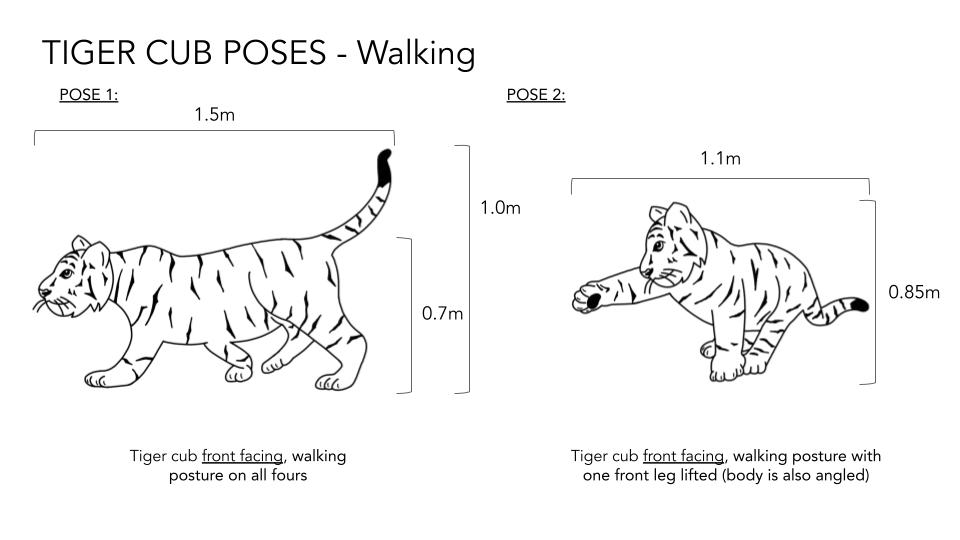 TIGER CUB POSES - Walking
POSE 1:
1.5m
1.0m
0.7m
Tiger cub front facing, walking
posture on all fours
POSE 2:
1.1m
0.85m
Tiger cub front facing, walking posture with
one front leg lifted (body is also angled)